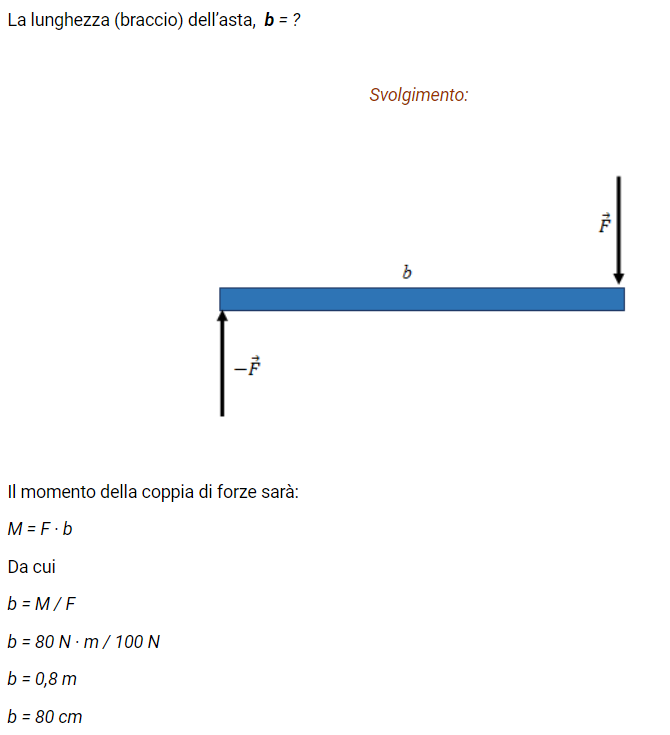 La lunghezza (braccio) dell’asta, b = ?
Svolgimento:
F⃗
b
−F⃗
Il momento della coppia di forze sarà:
M = F · b
Da cui
b = M / F
b = 80 N · m / 100 N
b = 0,8 m
b = 80 cm